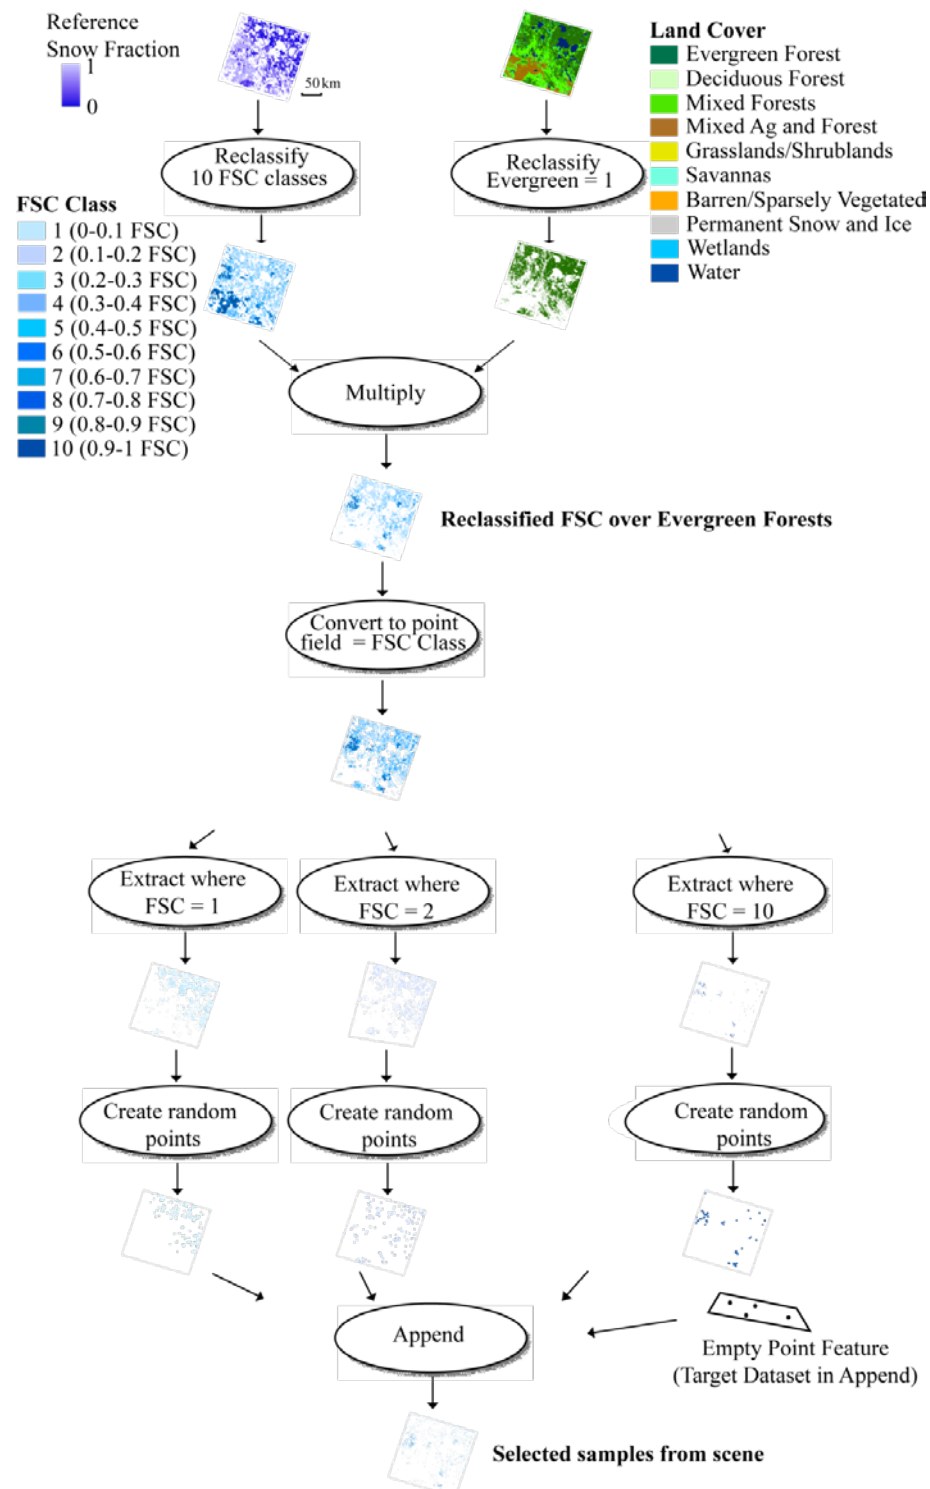 Reference
Snow Fraction
1
0
50 km
Land Cover
Evergreen Forest
Deciduous Forest
Mixed Forests
Mixed Ag and Forest
Grasslands/Shrublands
Savannas
Barren/Sparsely Vegetated
Permanent Snow and Ice
Wetlands
Water
Reclassify
10 FSC classes
Reclassify
Evergreen = 1
FSC Class
1 (0-0.1 FSC)
2 (0.1-0.2 FSC)
3 (0.2-0.3 FSC)
4 (0.3-0.4 FSC)
5 (0.4-0.5 FSC)
6 (0.5-0.6 FSC)
7 (0.6-0.7 FSC)
8 (0.7-0.8 FSC)
9 (0.8-0.9 FSC)
10 (0.9-1 FSC)
Multiply
Reclassified FSC over Evergreen Forests
Convert to point
field = FSC Class
Extract where
FSC = 1
Extract where
FSC = 2
Extract where
FSC = 10
Create random
points
Create random
points
Create random
points
Append
Empty Point Feature
(Target Dataset in Append)
Selected samples from scene